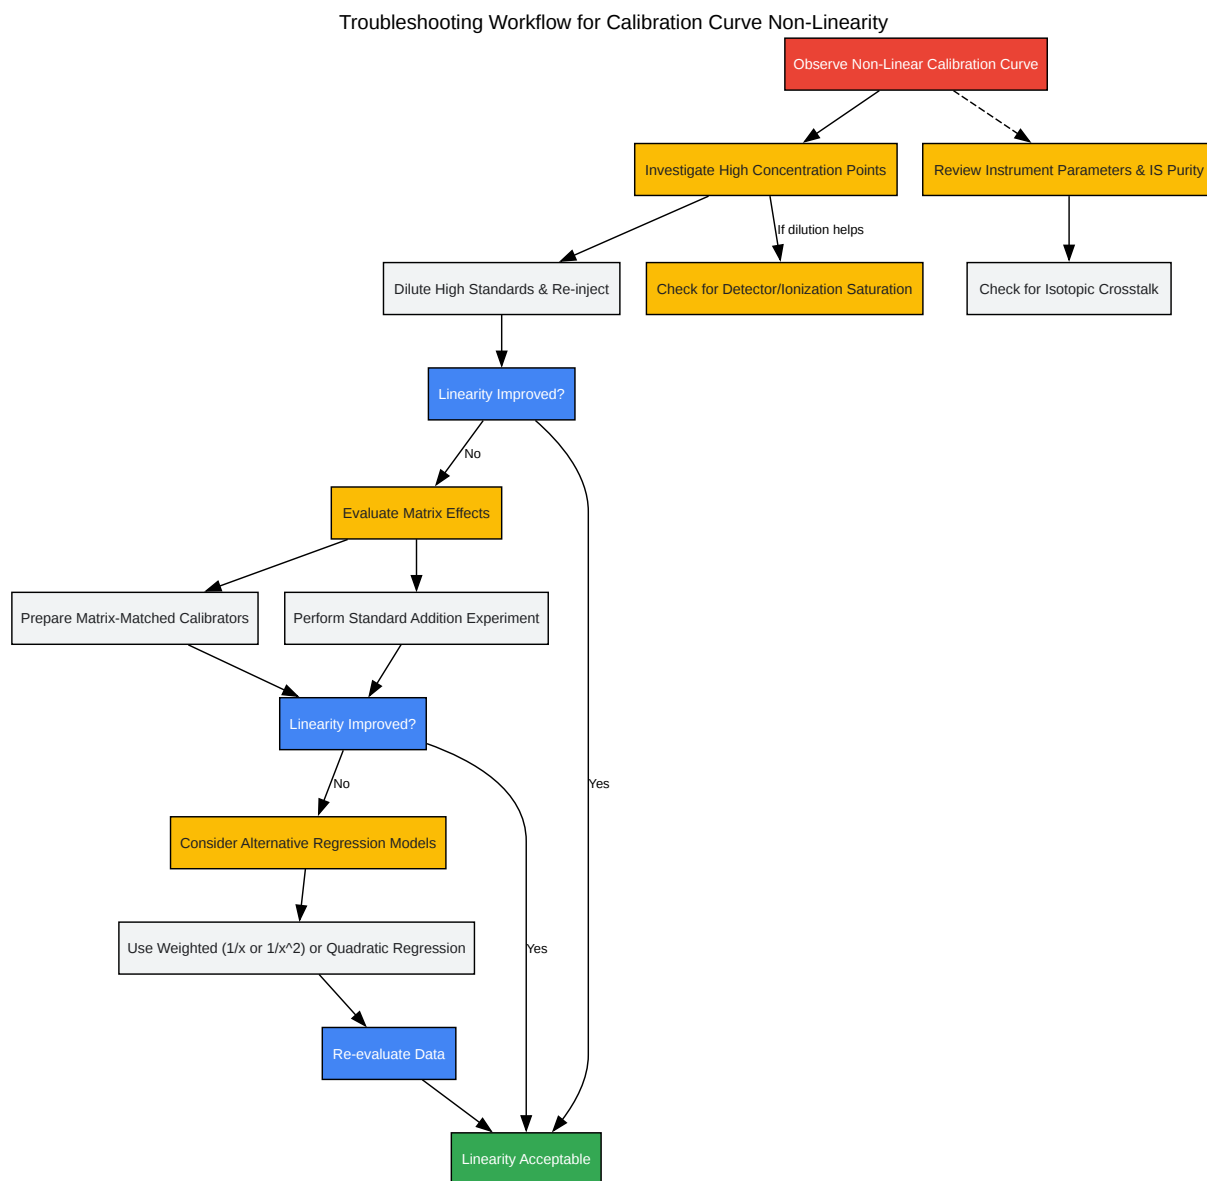 Troubleshooting Workflow for Calibration Curve Non-Linearity
Observe Non-Linear Calibration Curve
Investigate High Concentration Points
Review Instrument Parameters & IS Purity
If dilution helps
Dilute High Standards & Re-inject
Check for Detector/Ionization Saturation
Check for Isotopic Crosstalk
Linearity Improved?
No
Evaluate Matrix Effects
Prepare Matrix-Matched Calibrators
Perform Standard Addition Experiment
Linearity Improved?
No
Yes
Consider Alternative Regression Models
Use Weighted (1/x or 1/x^2) or Quadratic Regression
Yes
Re-evaluate Data
Linearity Acceptable